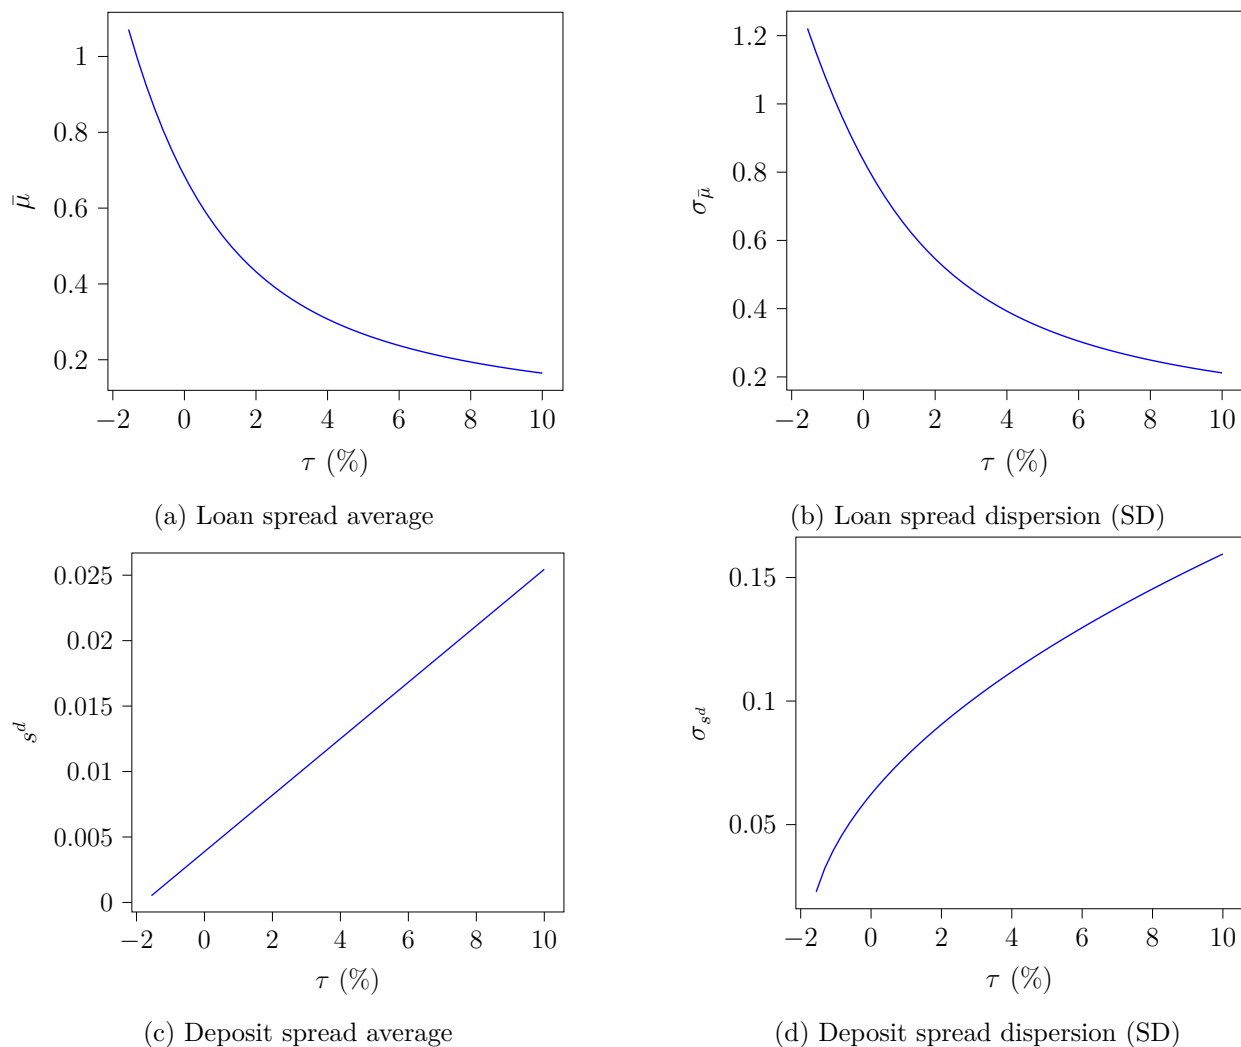 1
0.8
0.6
0.4
0.2
μ̄
−2 0 2 4 6 8 10
τ (%)
(a) Loan spread average
1.2
1
0.8
0.6
0.4
0.2
σ_μ̄
−2 0 2 4 6 8 10
τ (%)
(b) Loan spread dispersion (SD)
0.025
0.02
0.015
0.01
0.005
0
s^d
−2 0 2 4 6 8 10
τ (%)
(c) Deposit spread average
0.15
0.1
0.05
σ_{s^d}
−2 0 2 4 6 8 10
τ (%)
(d) Deposit spread dispersion (SD)